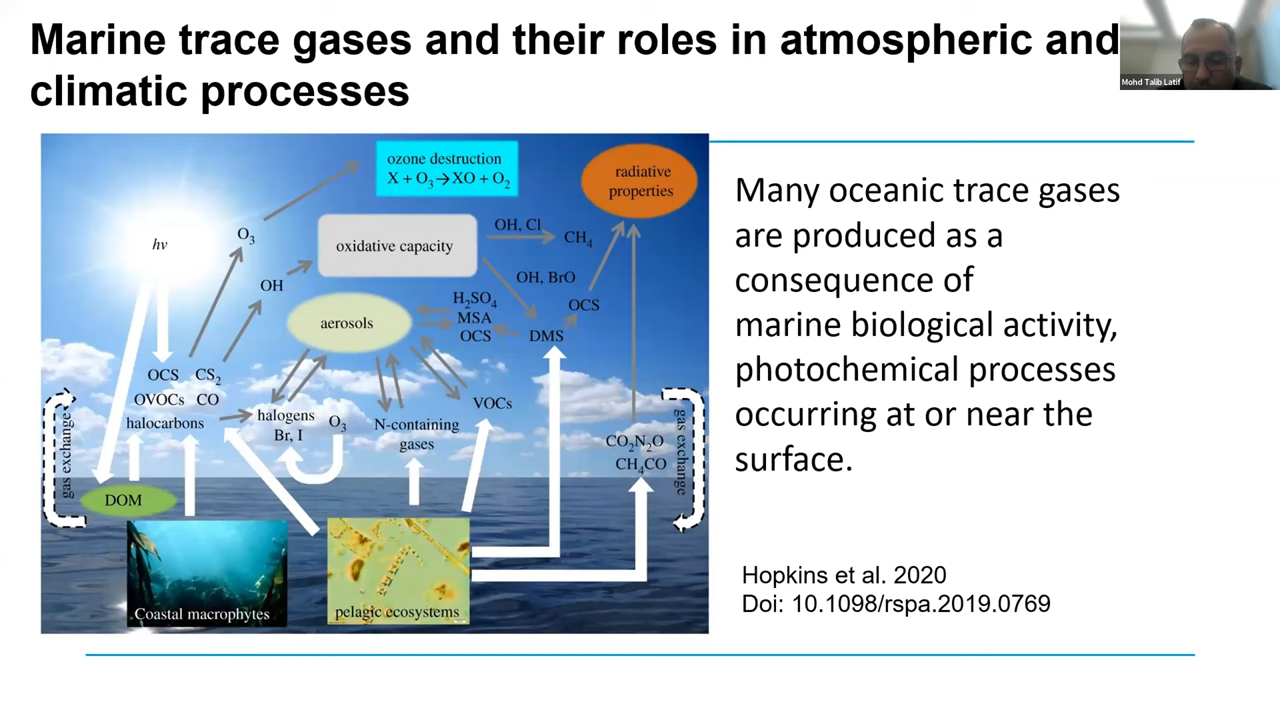 Marine trace gases and their roles in atmospheric and
climatic processes
Mohd Talib Latif
ozone destruction
X + O₃→XO + O₂
radiative
properties
hν
O₃
oxidative capacity
OH, Cl
CH₄
OH
OH, BrO
aerosols
H₂SO₄
MSA
OCS
DMS
OCS
OCS CS₂
OVOCs CO
halocarbons
halogens
Br, I
O₃
N-containing
gases
VOCs
CO₂N₂O
CH₄CO
gas exchange
gas exchange
DOM
Coastal macrophytes
pelagic ecosystems
Many oceanic trace gases
are produced as a
consequence of
marine biological activity,
photochemical processes
occurring at or near the
surface.
Hopkins et al. 2020
Doi: 10.1098/rspa.2019.0769